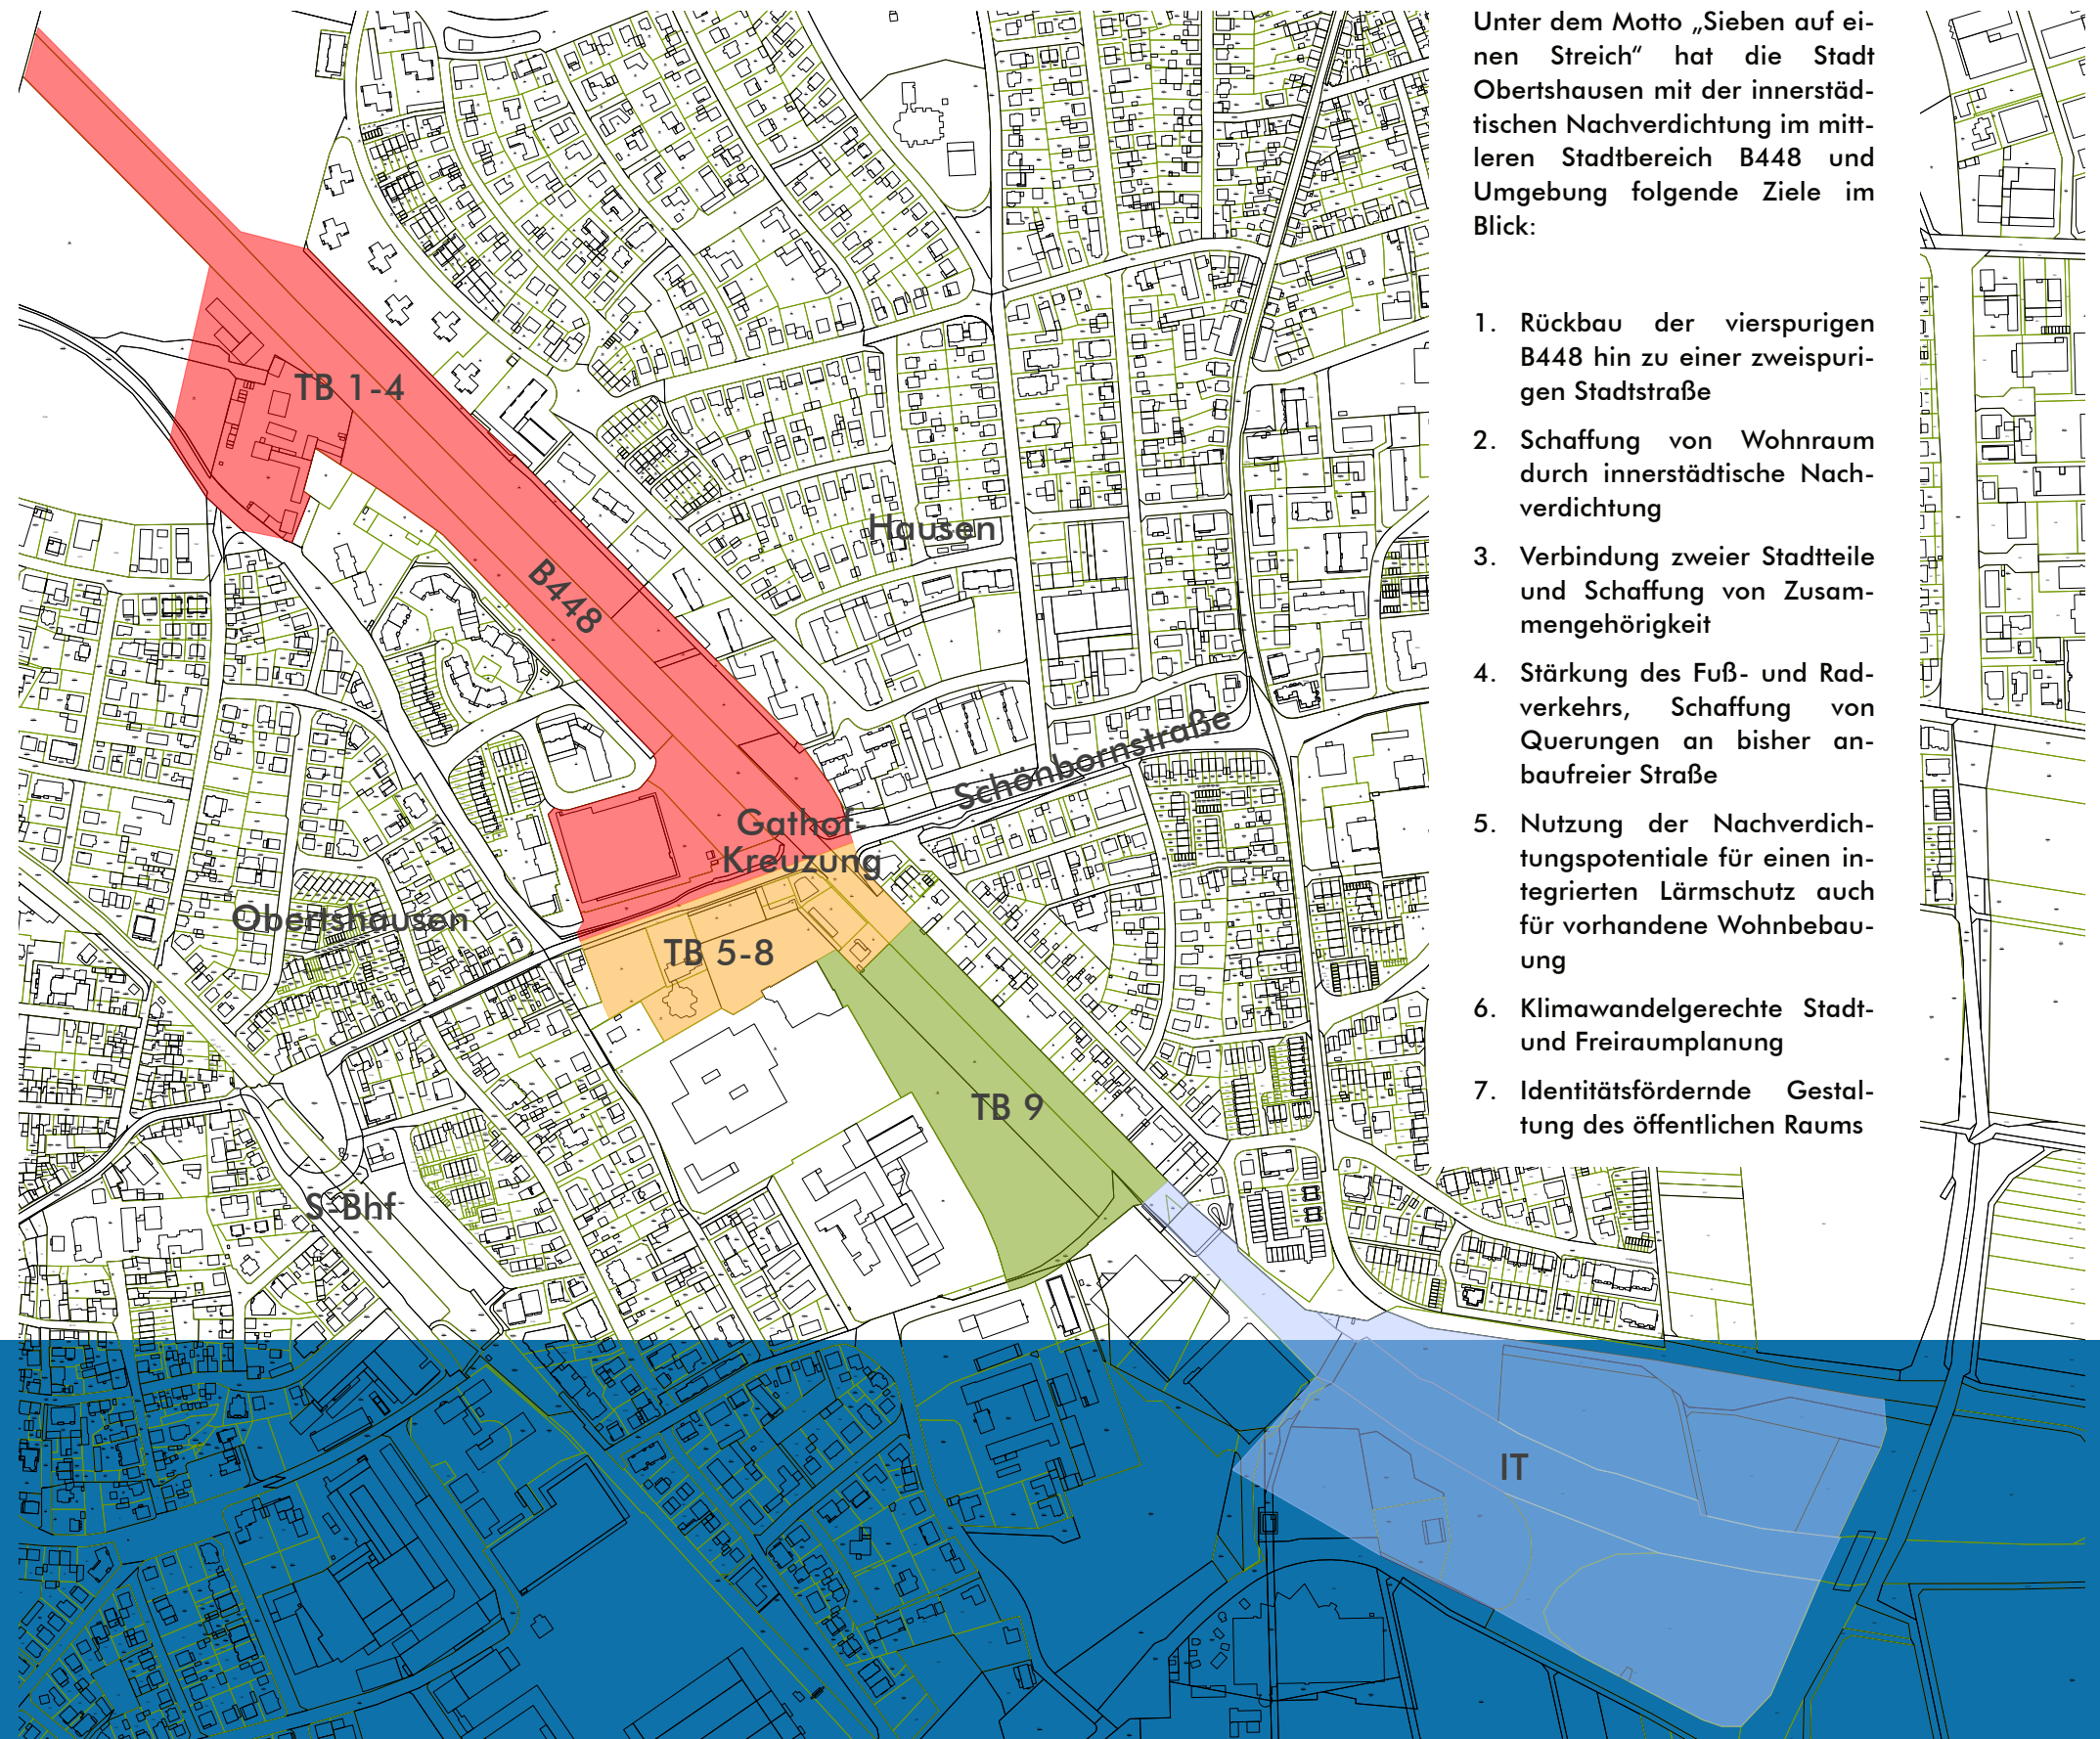 Unter dem Motto „Sieben auf ei-
nen Streich“ hat die Stadt
Obertshausen mit der innerstäd-
tischen Nachverdichtung im mitt-
leren Stadtbereich B448 und
Umgebung folgende Ziele im
Blick:
1. Rückbau der vierspurigen
B448 hin zu einer zweispuri-
gen Stadtstraße
2. Schaffung von Wohnraum
durch innerstädtische Nach-
verdichtung
3. Verbindung zweier Stadtteile
und Schaffung von Zusam-
mengehörigkeit
4. Stärkung des Fuß- und Rad-
verkehrs, Schaffung von
Querungen an bisher an-
baufreier Straße
5. Nutzung der Nachverdich-
tungspotentiale für einen in-
tegrierten Lärmschutz auch
für vorhandene Wohnbebau-
ung
6. Klimawandelgerechte Stadt-
und Freiraumplanung
7. Identitätsfördernde Gestal-
tung des öffentlichen Raums
TB 1-4
Hausen
B448
Schönbornstraße
Gathof-
Kreuzung
Obertshausen
TB 5-8
TB 9
S-Bhf
IT